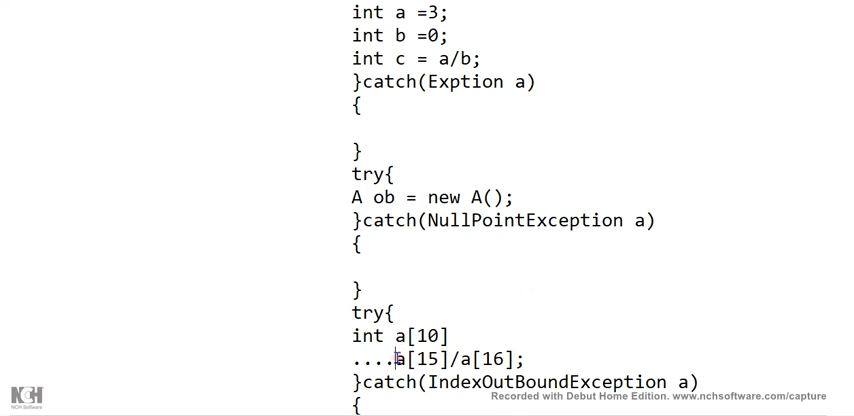 int a =3;
int b =0;
int c = a/b;
}catch(Exption a)
{
}
try{
A ob = new A();
}catch(NullPointException a)
{
}
try{
int a[10]
....a[15]/a[16];
}catch(IndexOutBoundException a)
{
NCH
NCH Software
Recorded with Debut Home Edition. www.nchsoftware.com/capture